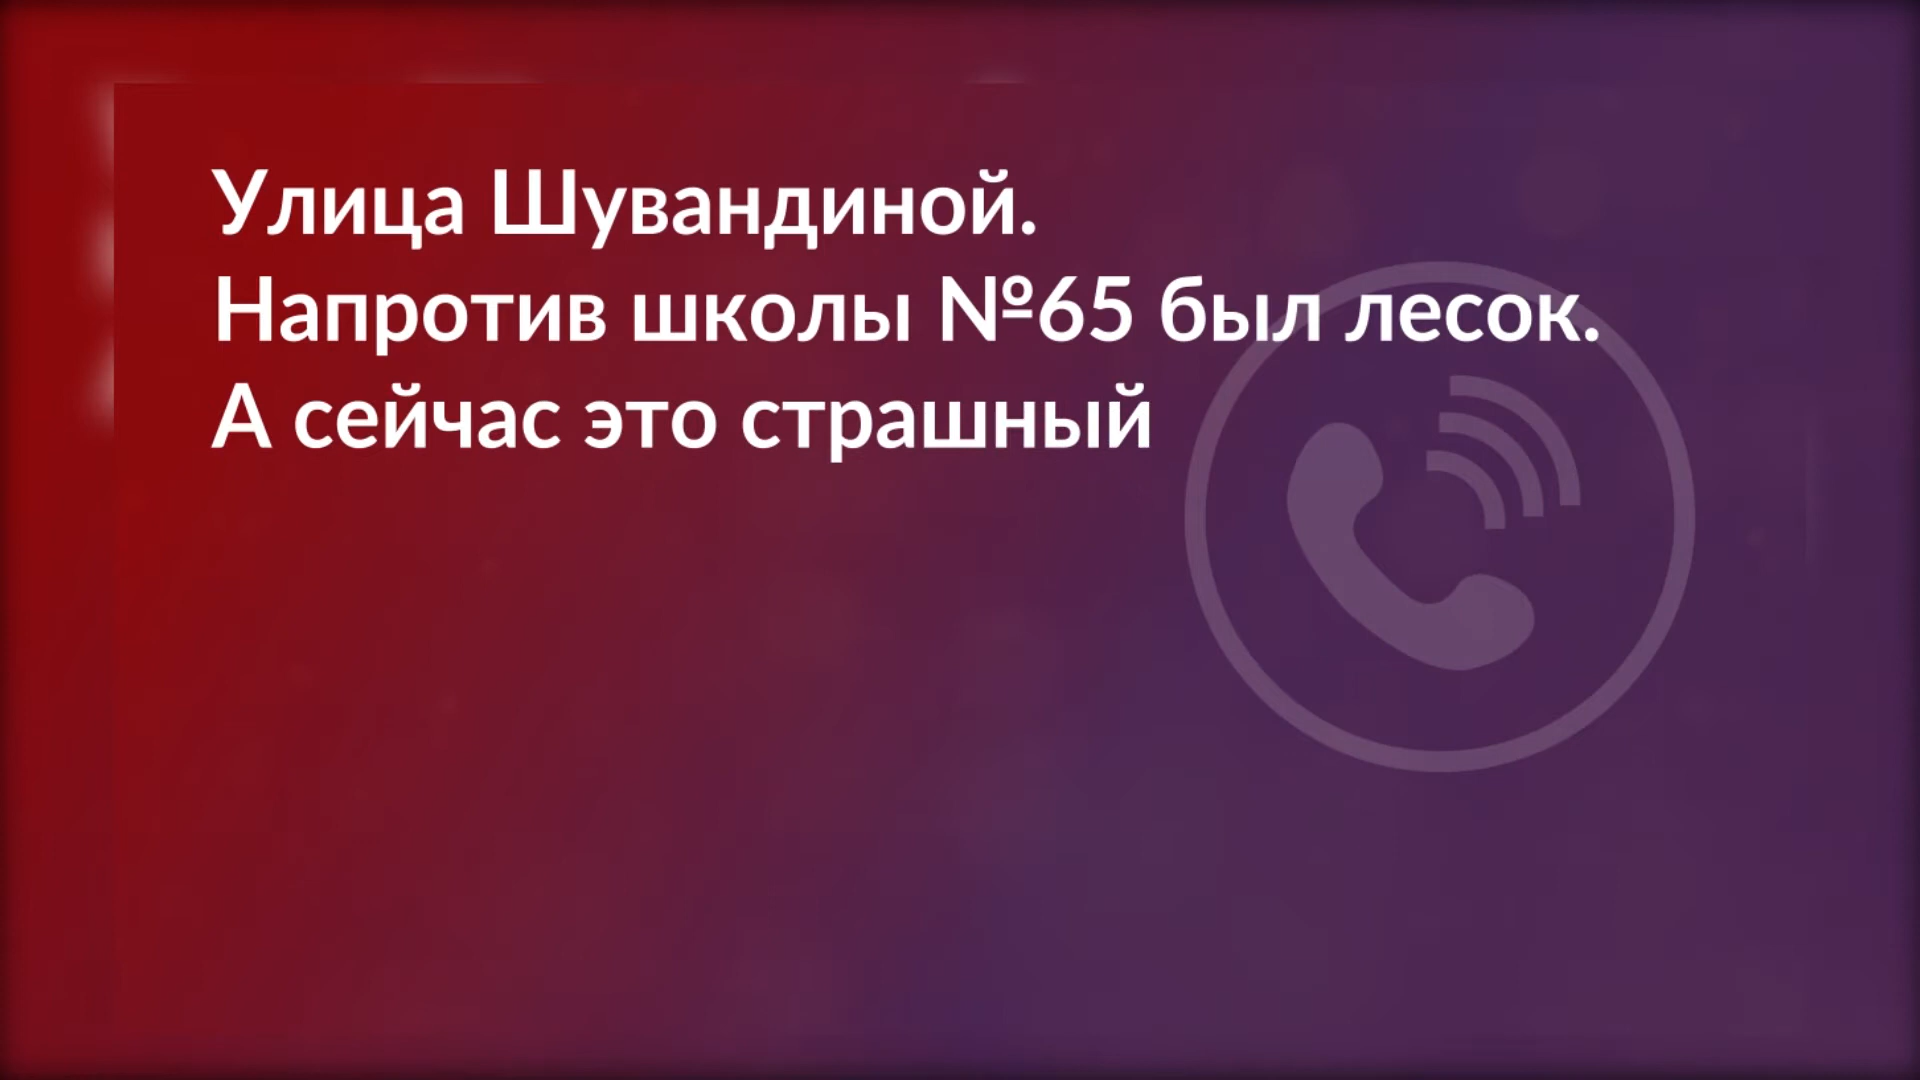 Улица Шувандиной.
Напротив школы №65 был лесок.
А сейчас это страшный